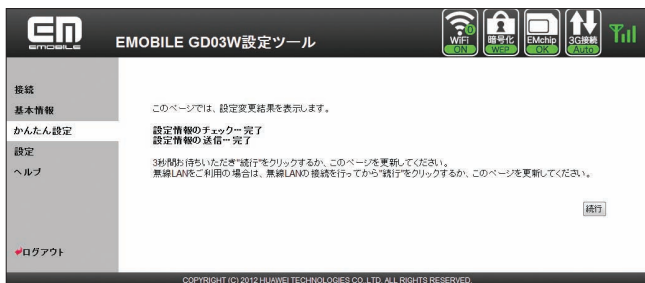 EM
EMOBILE
EMOBILE GD03W設定ツール
0
WiFi
ON
暗号化
WEP
EMchip
OK
3G接続
Auto
接続
基本情報
かんたん設定
設定
ヘルプ
ログアウト
このページでは、設定変更結果を表示します。
設定情報のチェック… 完了
設定情報の送信… 完了
3秒間お待ちいただき"続行"をクリックするか、このページを更新してください。
無線LANをご利用の場合は、無線LANの接続を行ってから"続行"をクリックするか、このページを更新してください。
続行
COPYRIGHT (C) 2012 HUAWEI TECHNOLOGIES CO., LTD. ALL RIGHTS RESERVED.